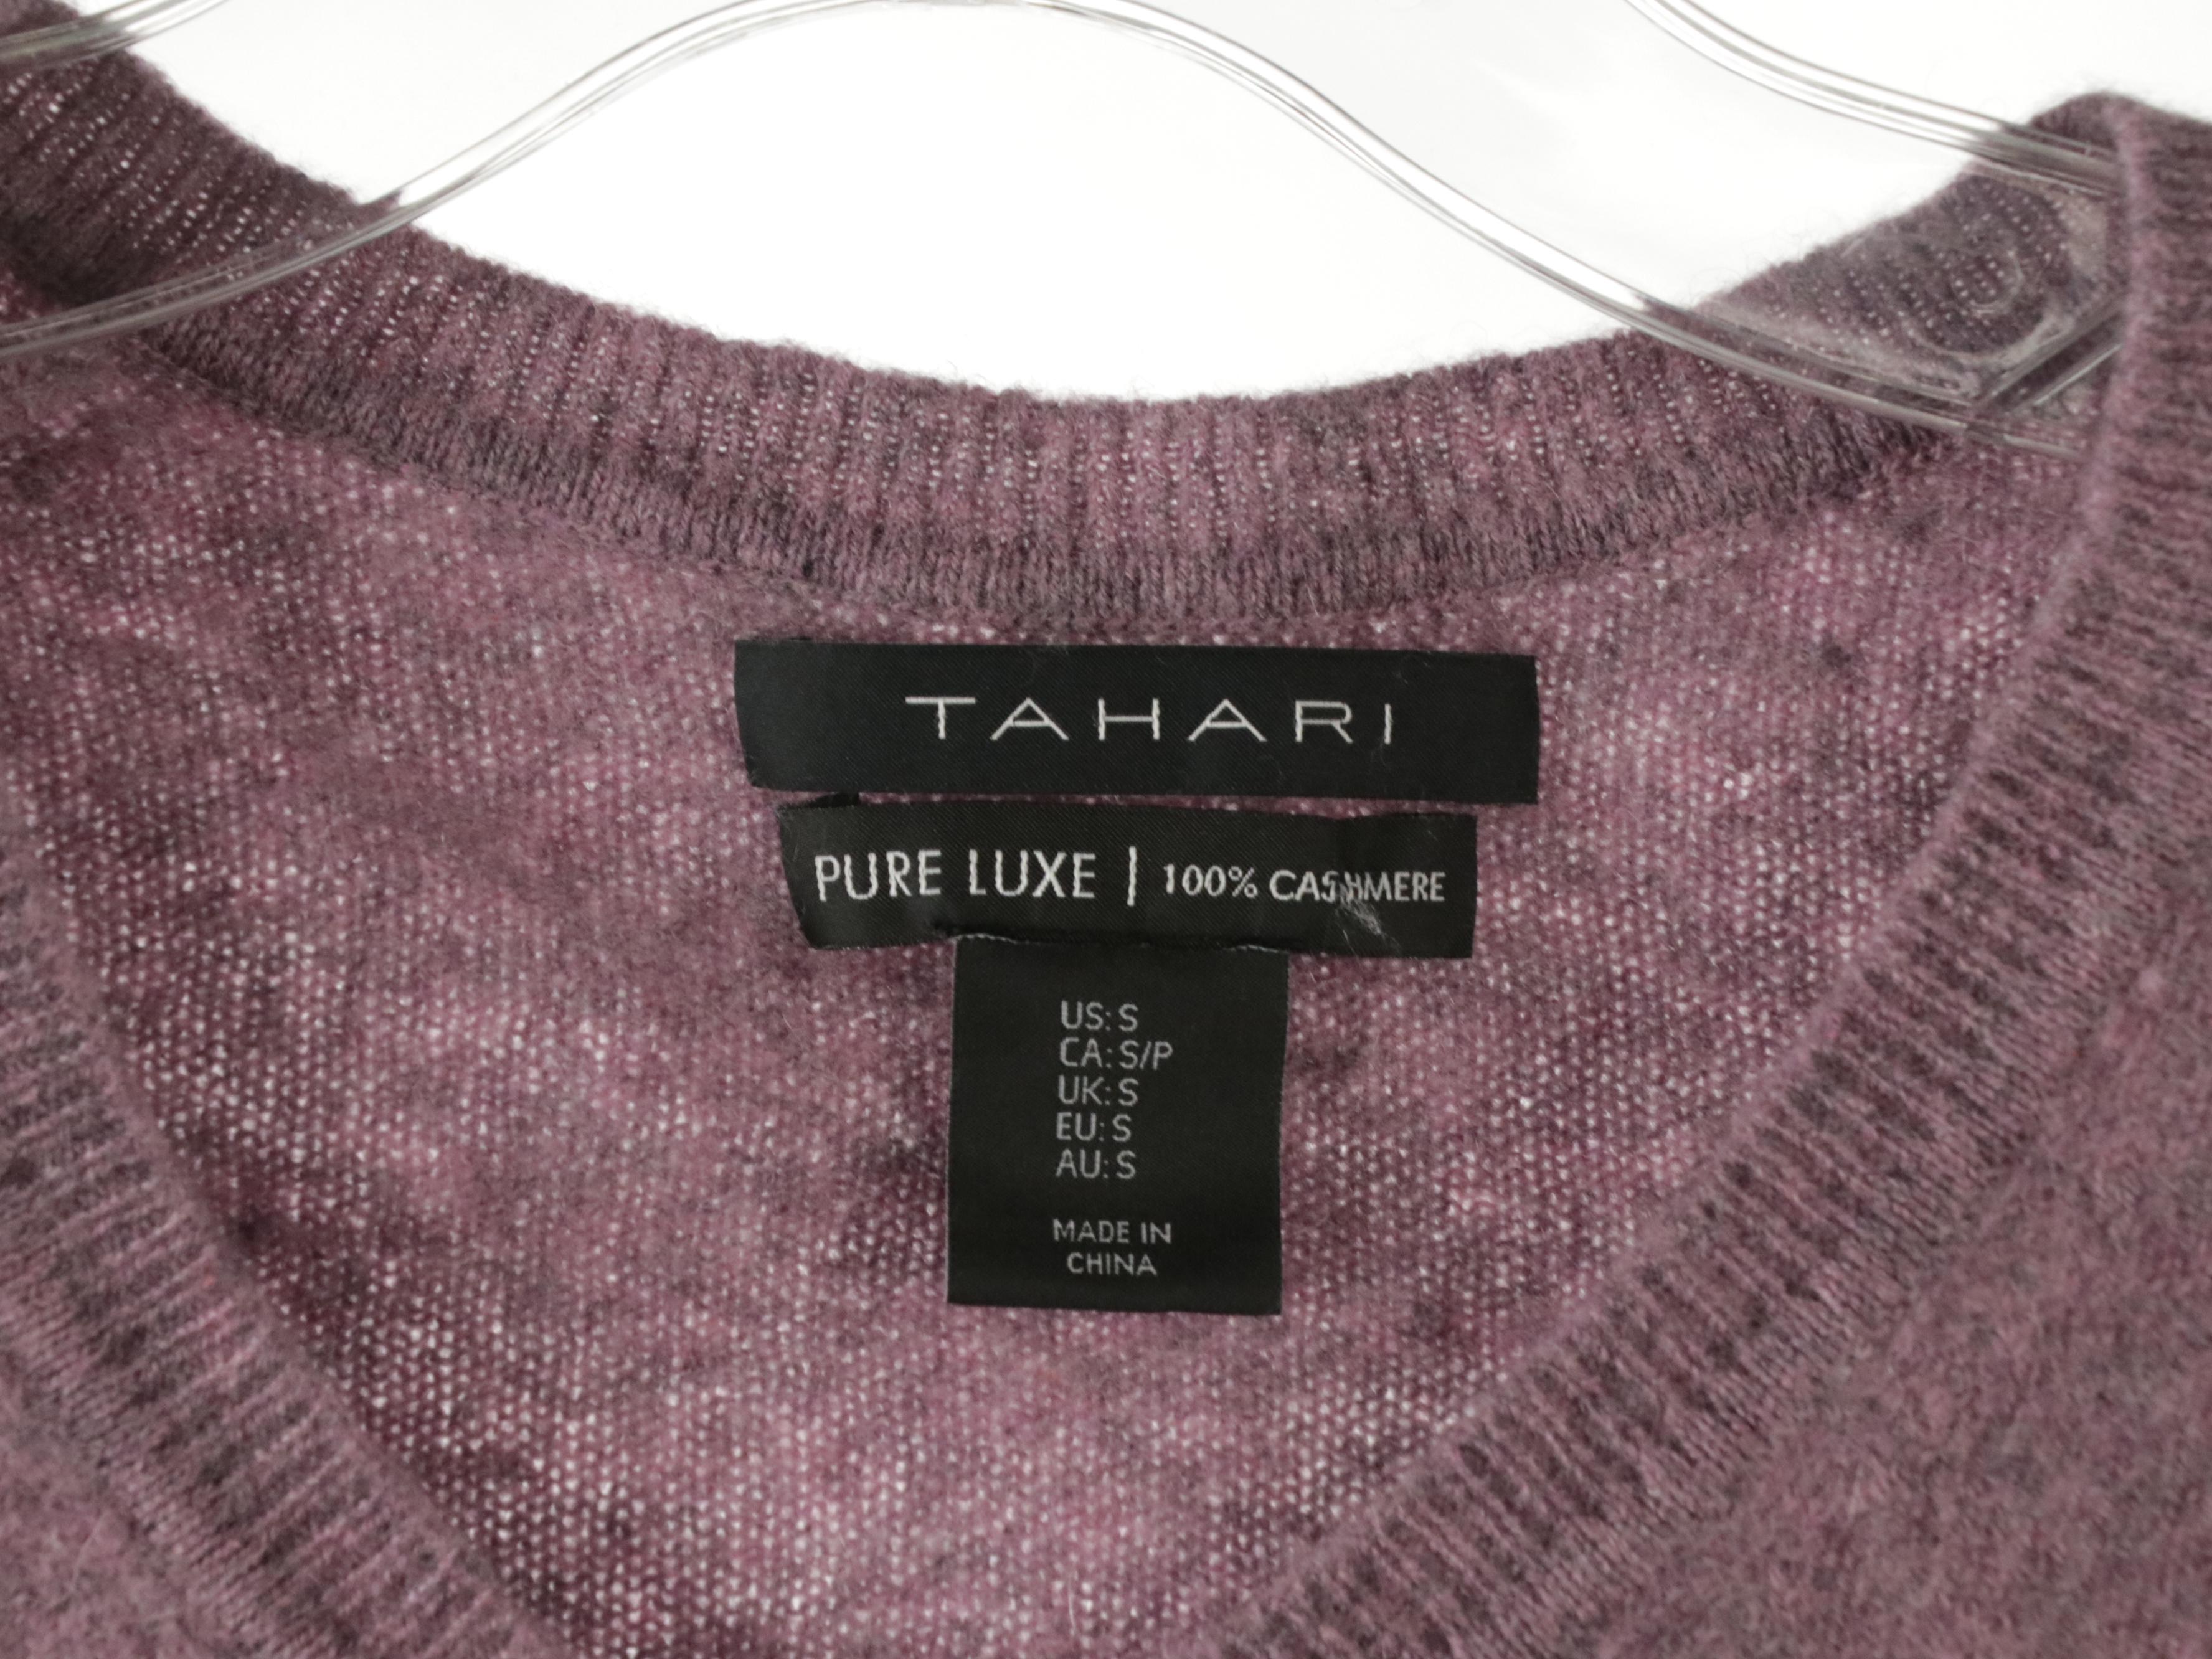 TAHARI
PURE LUXE | 100% CASHMERE
US: S
CA: S/P
UK: S
EU: S
AU: S
MADE IN
CHINA